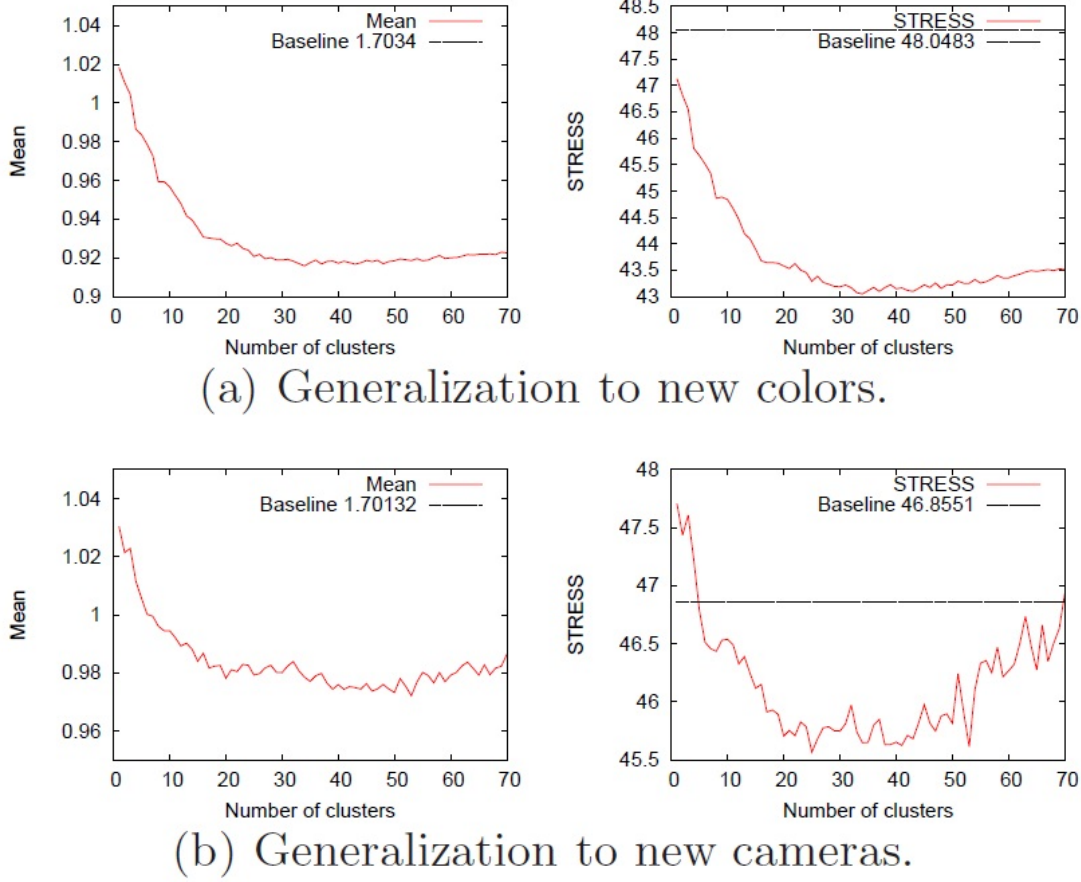 Mean
Baseline 1.7034
1.04
1.02
1
0.98
0.96
0.94
0.92
0.9
Mean
0 10 20 30 40 50 60 70
Number of clusters
STRESS
Baseline 48.0483
48.5
48
47.5
47
46.5
46
45.5
45
44.5
44
43.5
43
STRESS
0 10 20 30 40 50 60 70
Number of clusters
(a) Generalization to new colors.
Mean
Baseline 1.70132
1.04
1.02
1
0.98
0.96
Mean
0 10 20 30 40 50 60 70
Number of clusters
STRESS
Baseline 46.8551
48
47.5
47
46.5
46
45.5
STRESS
0 10 20 30 40 50 60 70
Number of clusters
(b) Generalization to new cameras.